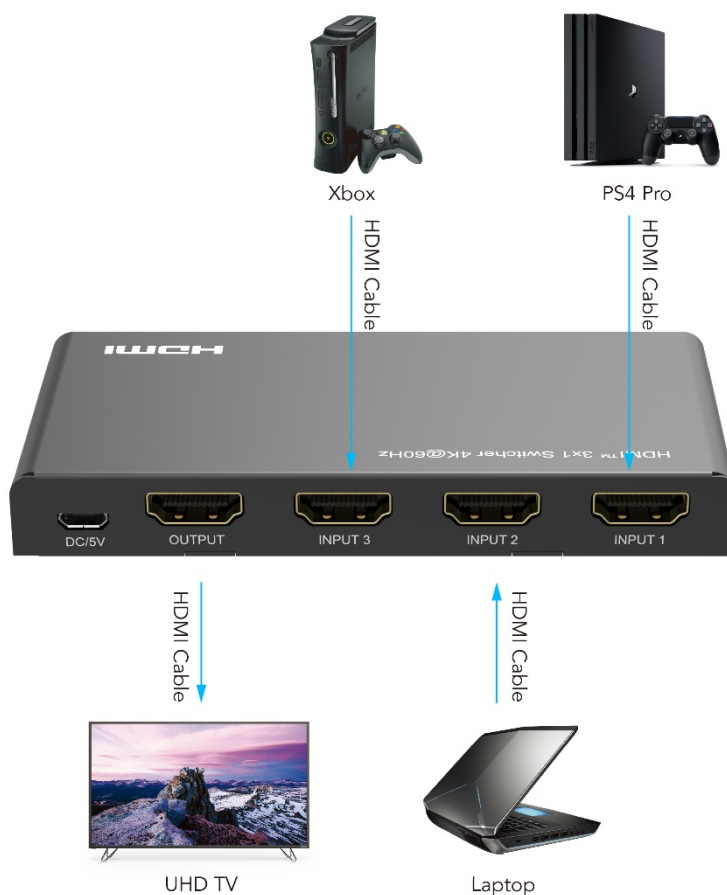 Xbox
PS4 Pro
HDMI Cable
HDMI Cable
HDMI
HDMI™ 3x1 Switcher 4K@60Hz
DC/5V
OUTPUT
INPUT 3
INPUT 2
INPUT 1
HDMI Cable
HDMI Cable
UHD TV
Laptop